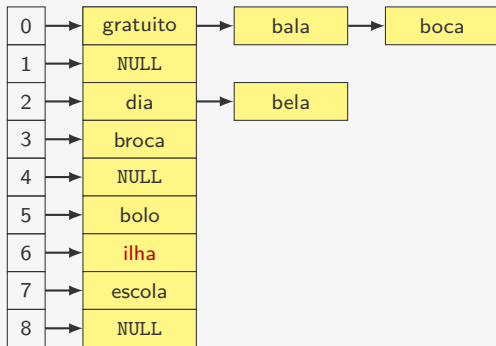 0 gratuito bala boca
1 NULL
2 dia bela
3 broca
4 NULL
5 bolo
6 ilha
7 escola
8 NULL